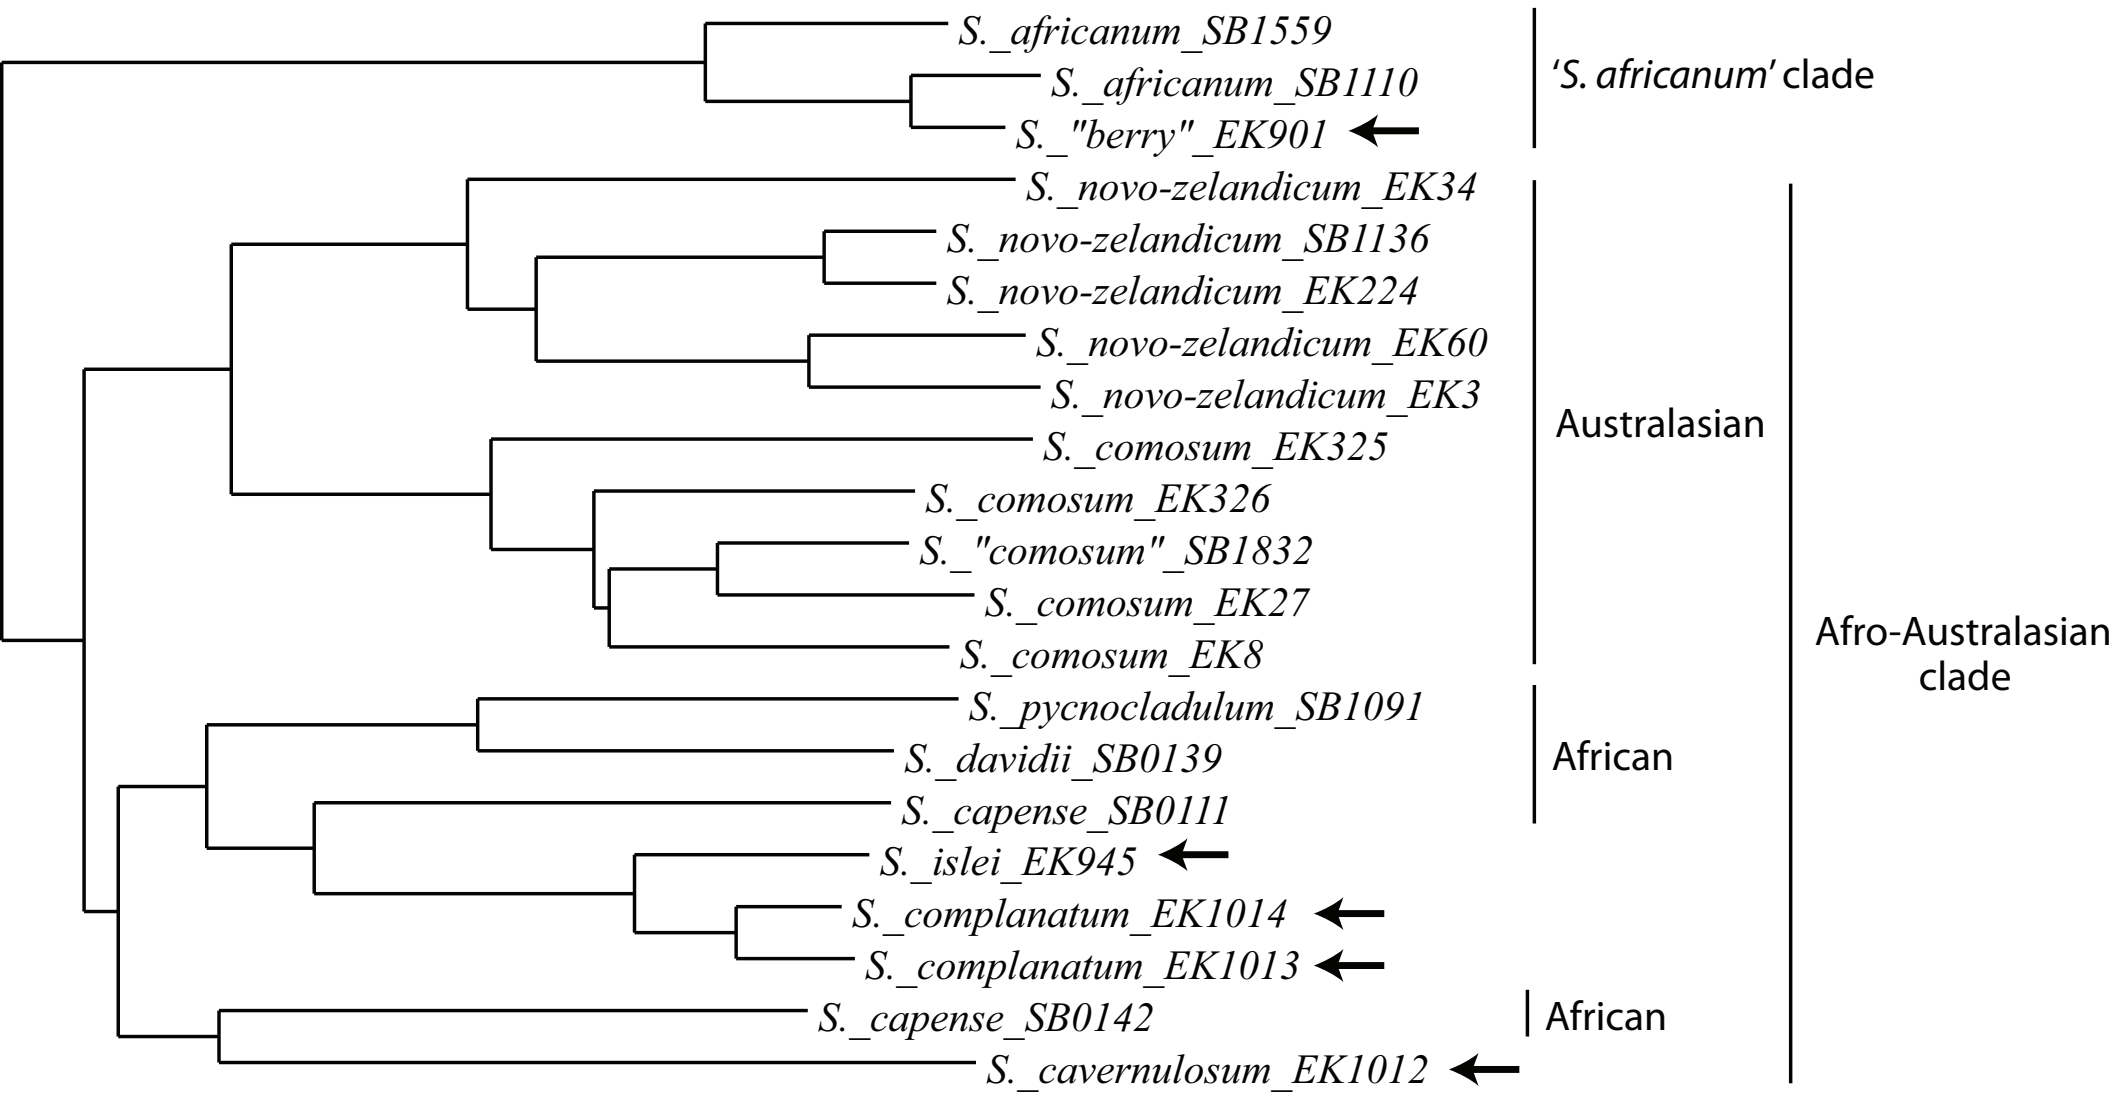 S._africanum_SB1559
S._africanum_SB1110
S._"berry"_EK901
'S. africanum' clade
S._novo-zelandicum_EK34
S._novo-zelandicum_SB1136
S._novo-zelandicum_EK224
S._novo-zelandicum_EK60
S._novo-zelandicum_EK3
S._comosum_EK325
S._comosum_EK326
S._"comosum"_SB1832
S._comosum_EK27
S._comosum_EK8
Australasian
S._pycnocladulum_SB1091
S._davidii_SB0139
S._capense_SB0111
African
S._islei_EK945
S._complanatum_EK1014
S._complanatum_EK1013
S._capense_SB0142
African
S._cavernulosum_EK1012
Afro-Australasian
clade